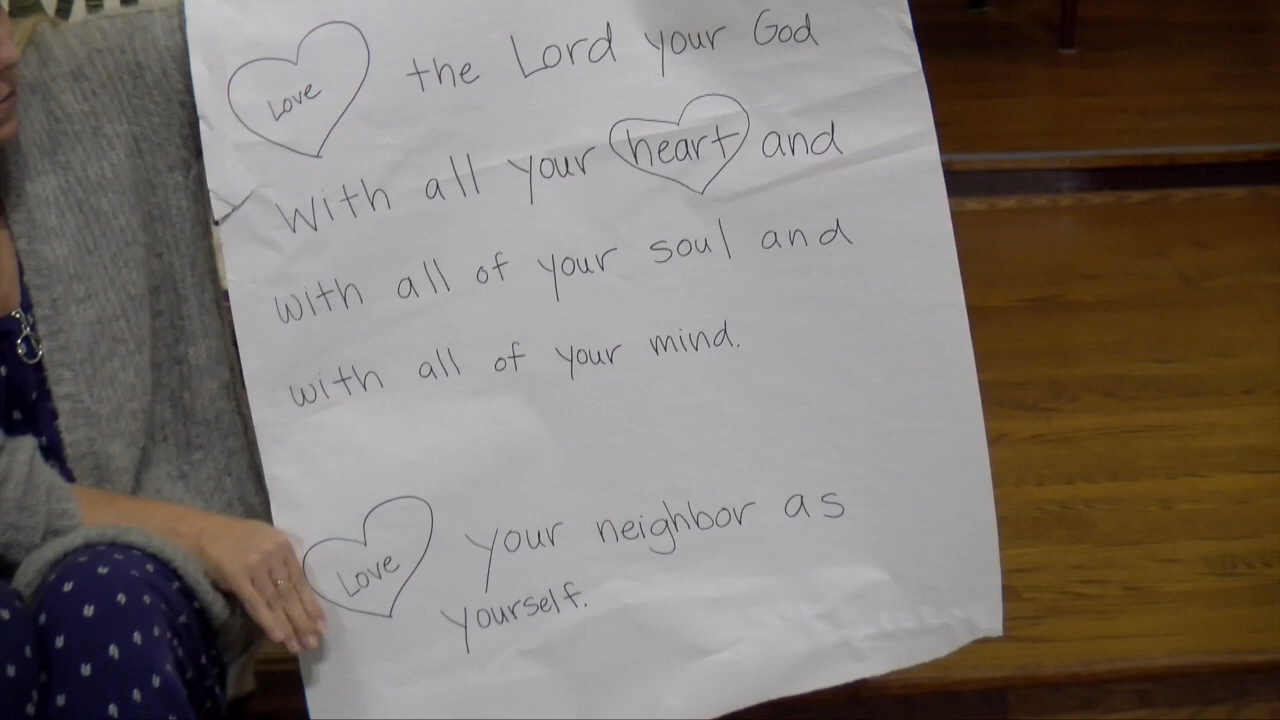 Love the Lord your God
With all your heart and
with all of your soul and
with all of your mind.
Love your neighbor as
yourself.